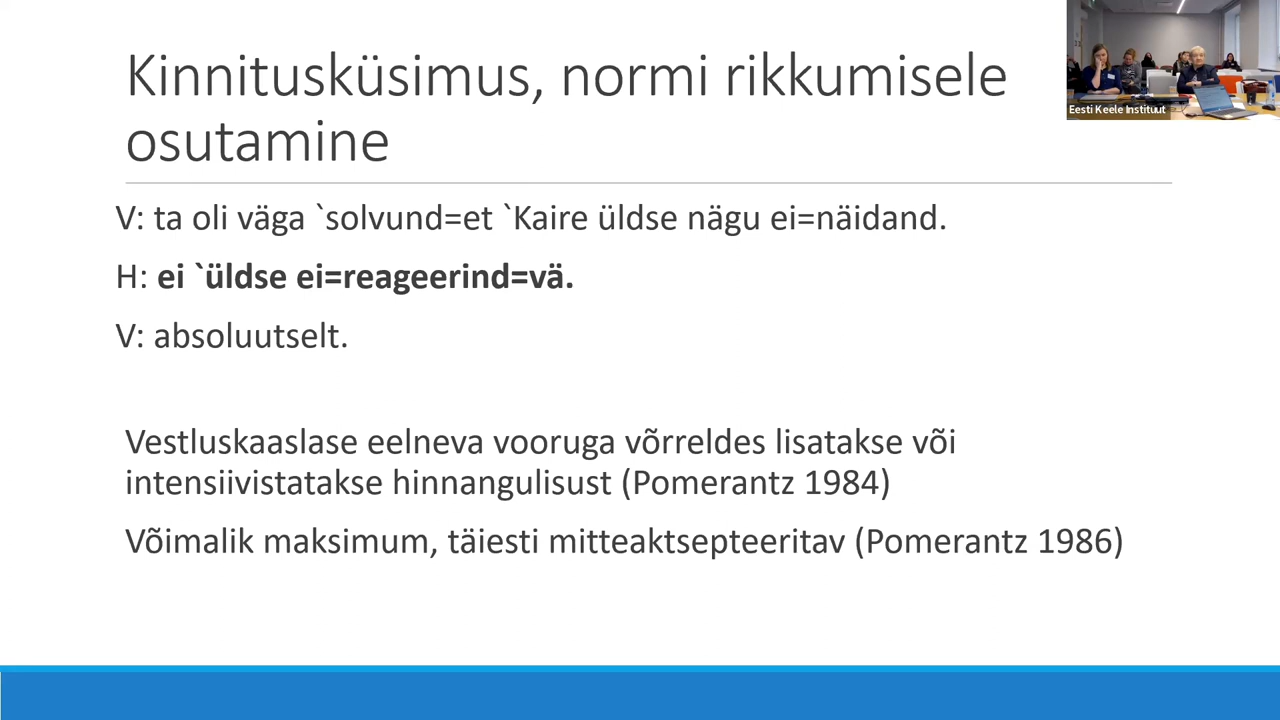 Kinnitusküsimus, normi rikkumisele
osutamine
Eesti Keele Instituut
V: ta oli väga `solvund=et `Kaire üldse nägu ei=näidand.
H: ei `üldse ei=reageerind=vä.
V: absoluutselt.
Vestluskaaslase eelneva vooruga võrreldes lisatakse või
intensiivistatakse hinnangulisust (Pomerantz 1984)
Võimalik maksimum, täiesti mitteaktsepteeritav (Pomerantz 1986)